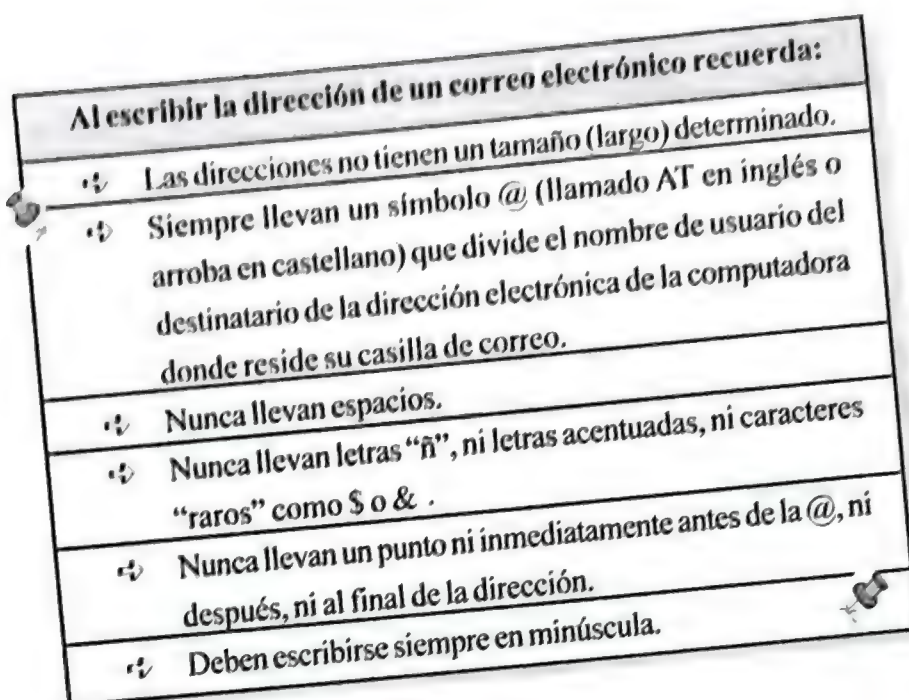 Al escribir la dirección de un correo electrónico recuerda:
Las direcciones no tienen un tamaño (largo) determinado.
Siempre llevan un símbolo @ (llamado AT en inglés o
arroba en castellano) que divide el nombre de usuario del
destinatario de la dirección electrónica de la computadora
donde reside su casilla de correo.
Nunca llevan espacios.
Nunca llevan letras “ñ”, ni letras acentuadas, ni caracteres
“raros” como $ o & .
Nunca llevan un punto ni inmediatamente antes de la @, ni
después, ni al final de la dirección.
Deben escribirse siempre en minúscula.